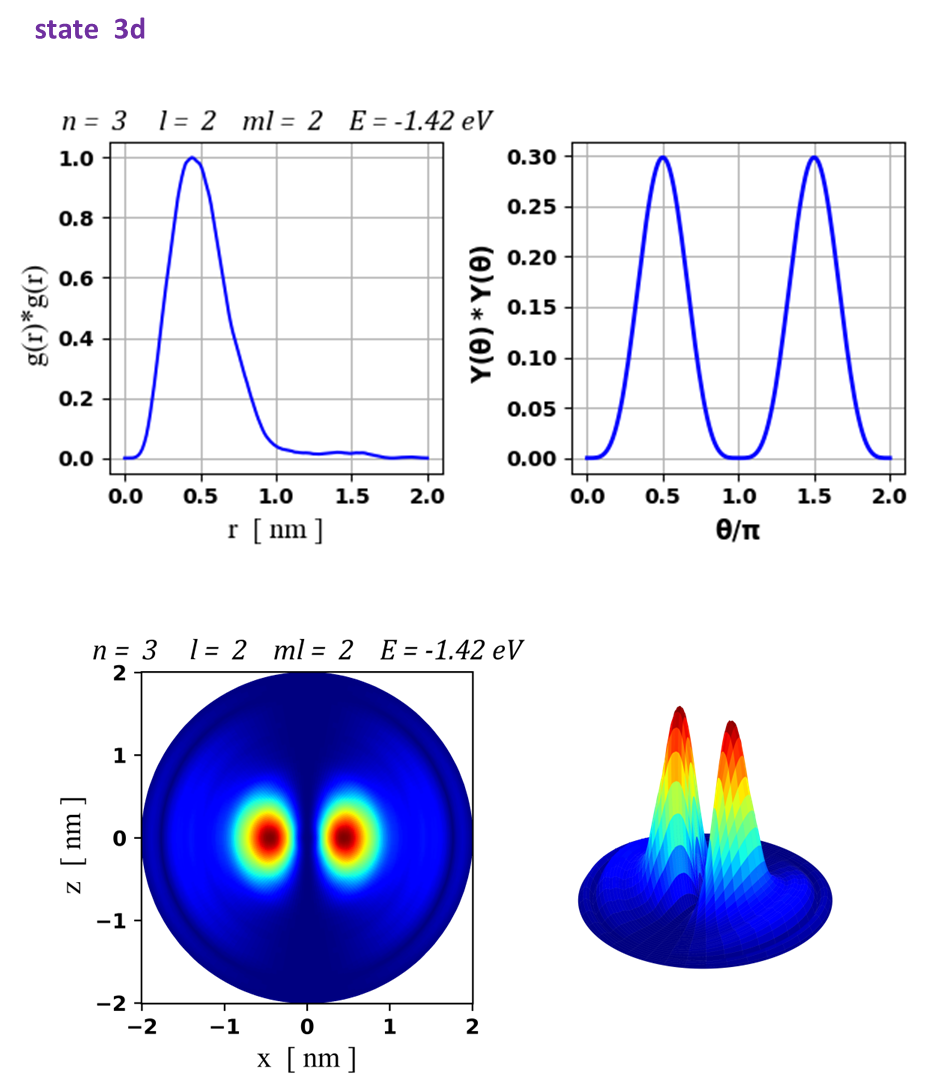 state 3d
n = 3 l = 2 ml = 2 E = -1.42 eV
1.0
0.8
0.6
0.4
0.2
0.0
g(r)*g(r)
0.0 0.5 1.0 1.5 2.0
r [ nm ]
0.30
0.25
0.20
0.15
0.10
0.05
0.00
Y(θ) * Y(θ)
0.0 0.5 1.0 1.5 2.0
θ/π
n = 3 l = 2 ml = 2 E = -1.42 eV
2
1
0
−1
−2
z [ nm ]
−2 −1 0 1 2
x [ nm ]